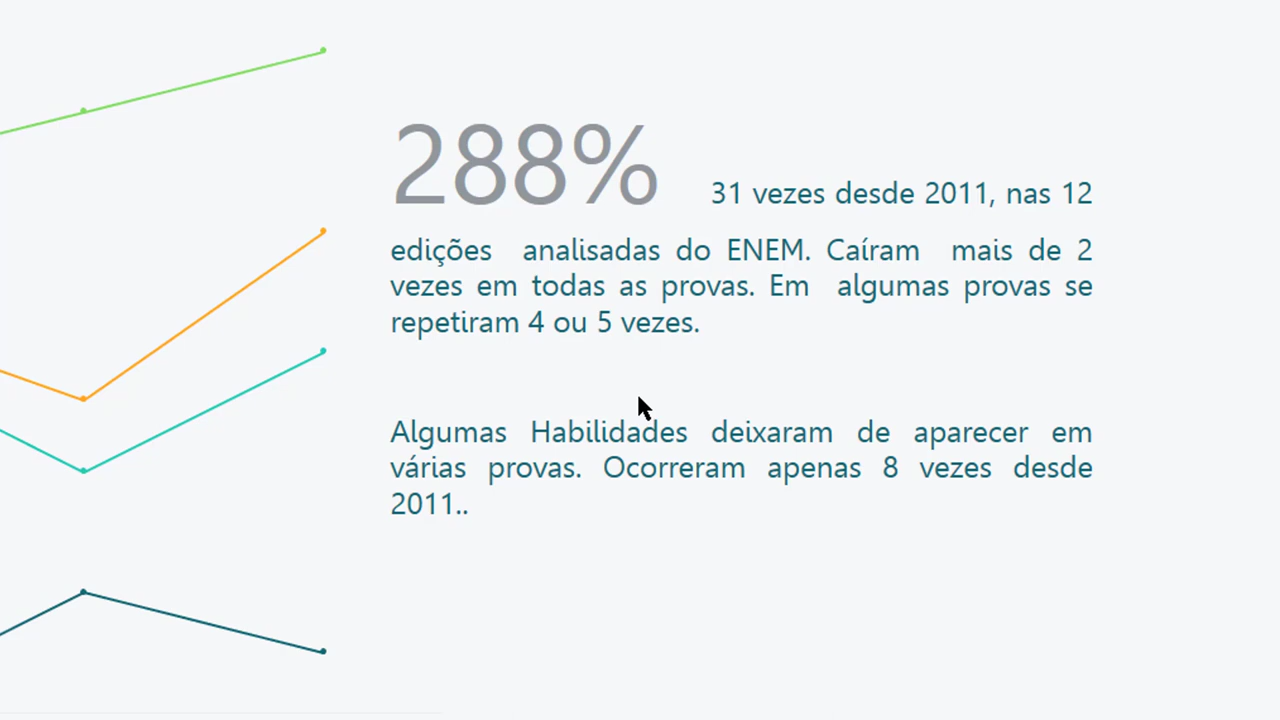 288% 31 vezes desde 2011, nas 12
edições analisadas do ENEM. Caíram mais de 2
vezes em todas as provas. Em algumas provas se
repetiram 4 ou 5 vezes.
Algumas Habilidades deixaram de aparecer em
várias provas. Ocorreram apenas 8 vezes desde
2011..